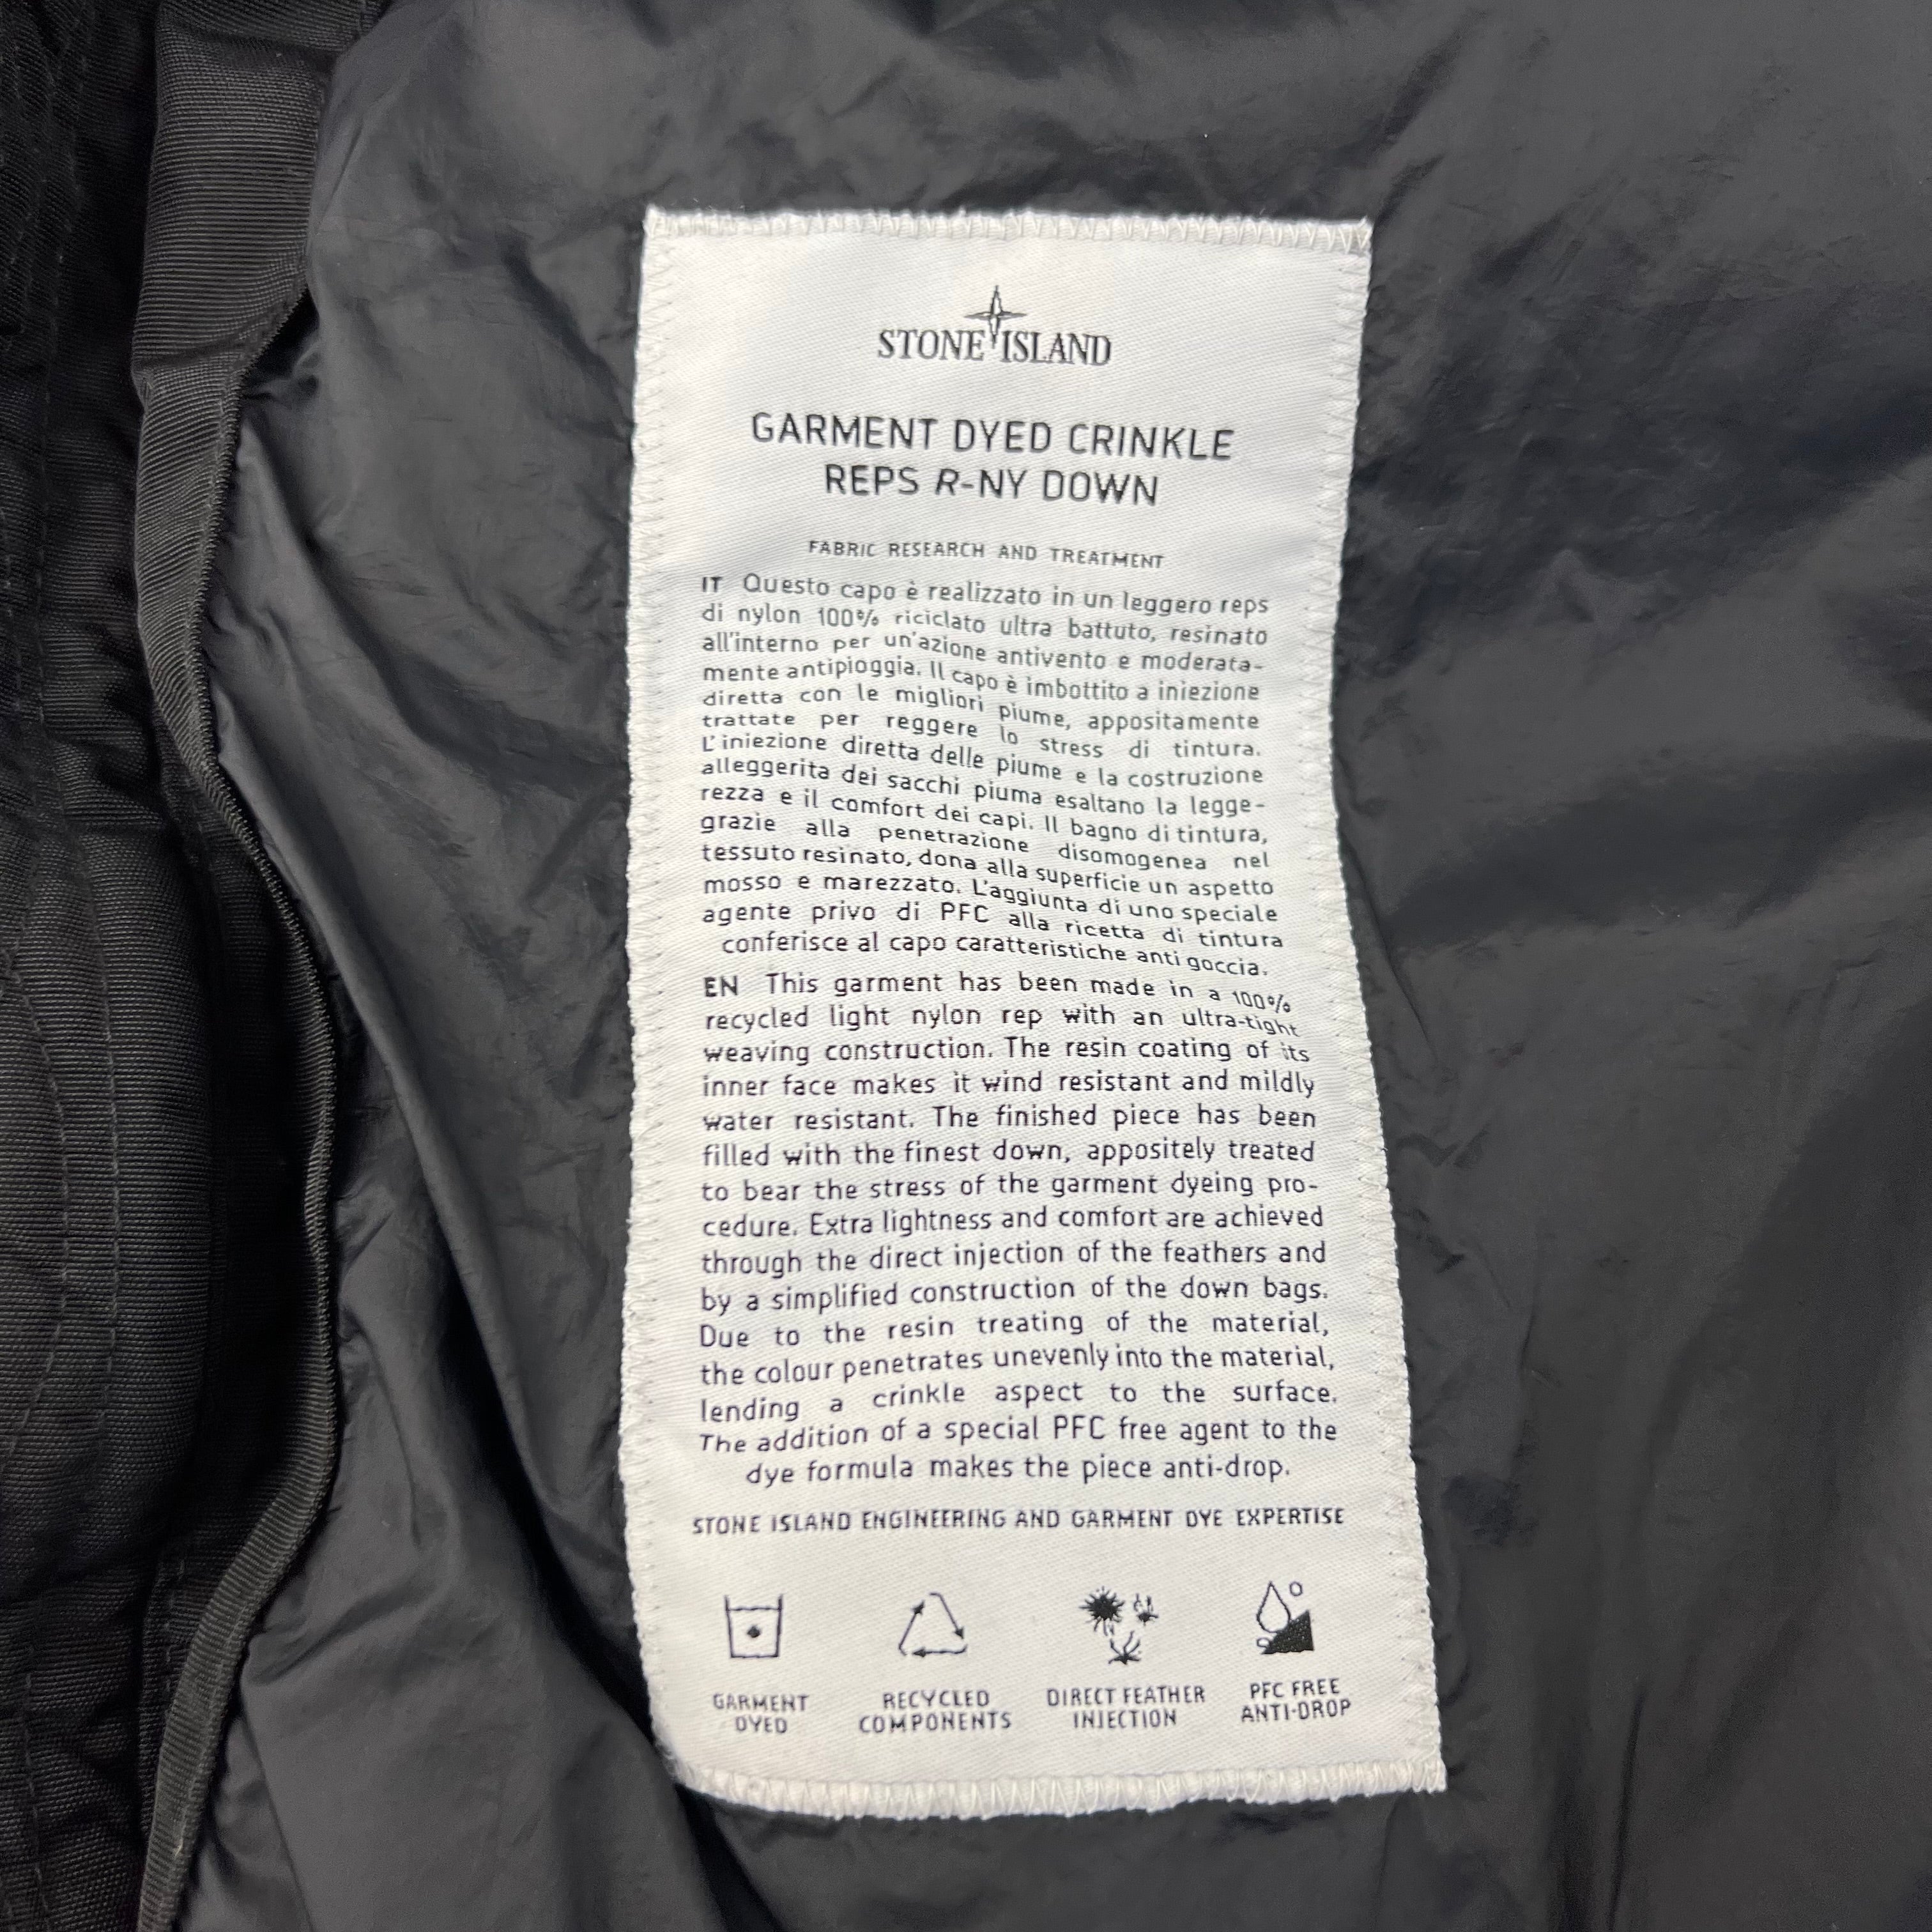 STONE ISLAND
GARMENT DYED CRINKLE
REPS R-NY DOWN
FABRIC RESEARCH AND TREATMENT
IT Questo capo è realizzato in un leggero reps
di nylon 100% riciclato ultra battuto, resinato
all'interno per un'azione antivento e moderata-
mente antipioggia. Il capo è imbottito a iniezione
diretta con le migliori piume, appositamente
trattate per reggere lo stress di tintura.
L'iniezione diretta delle piume e la costruzione
alleggerita dei sacchi piuma esaltano la legge-
rezza e il comfort dei capi. Il bagno di tintura,
grazie alla penetrazione disomogenea nel
tessuto resinato, dona alla superficie un aspetto
mosso e marezzato. L'aggiunta di uno speciale
agente privo di PFC alla ricetta di tintura
conferisce al capo caratteristiche anti goccia.
EN This garment has been made in a 100%
recycled light nylon rep with an ultra-tight
weaving construction. The resin coating of its
inner face makes it wind resistant and mildly
water resistant. The finished piece has been
filled with the finest down, appositely treated
to bear the stress of the garment dyeing pro-
cedure. Extra lightness and comfort are achieved
through the direct injection of the feathers and
by a simplified construction of the down bags.
Due to the resin treating of the material,
the colour penetrates unevenly into the material,
lending a crinkle aspect to the surface.
The addition of a special PFC free agent to the
dye formula makes the piece anti-drop.
STONE ISLAND ENGINEERING AND GARMENT DYE EXPERTISE
GARMENT
DYED
RECYCLED
COMPONENTS
DIRECT FEATHER
INJECTION
PFC FREE
ANTI-DROP